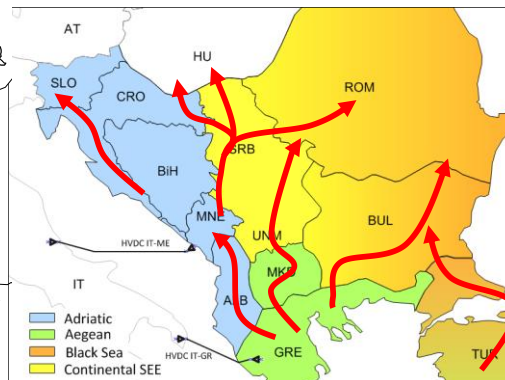 AT
HU
SLO
CRO
ROM
SRB
BiH
MNE
BUL
UNM
HVDC IT-ME
MKD
IT
ALB
Adriatic
Aegean
Black Sea
Continental SEE
HVDC IT-GR
GRE
TUR